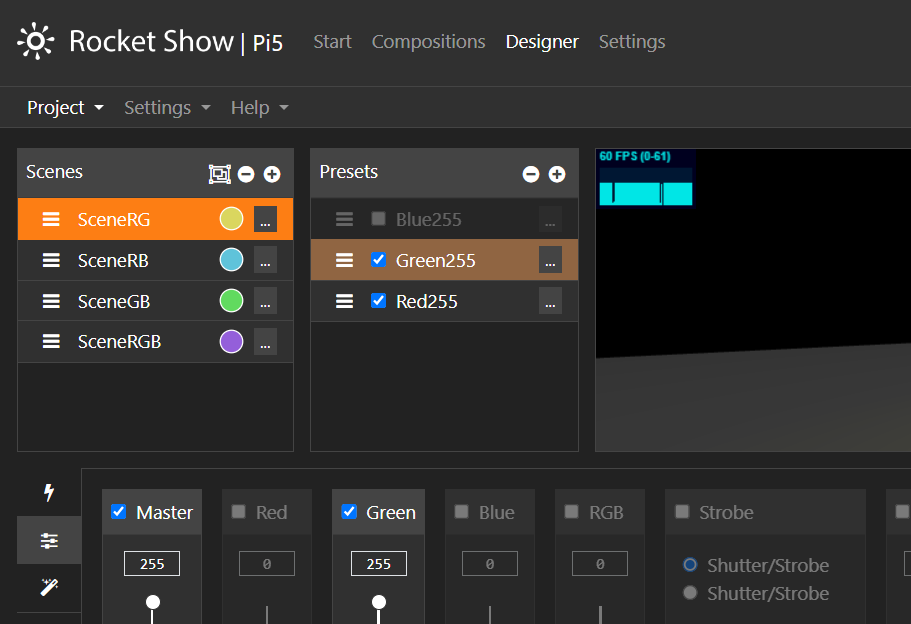 Rocket Show | Pi5 Start Compositions Designer Settings
Project Settings Help
Scenes
SceneRG ...
SceneRB ...
SceneGB ...
SceneRGB ...
Presets
Blue255 ...
Green255 ...
Red255 ...
60 FPS (0-61)
Master Red Green Blue RGB Strobe
255 0 255 0 0
Shutter/Strobe
Shutter/Strobe